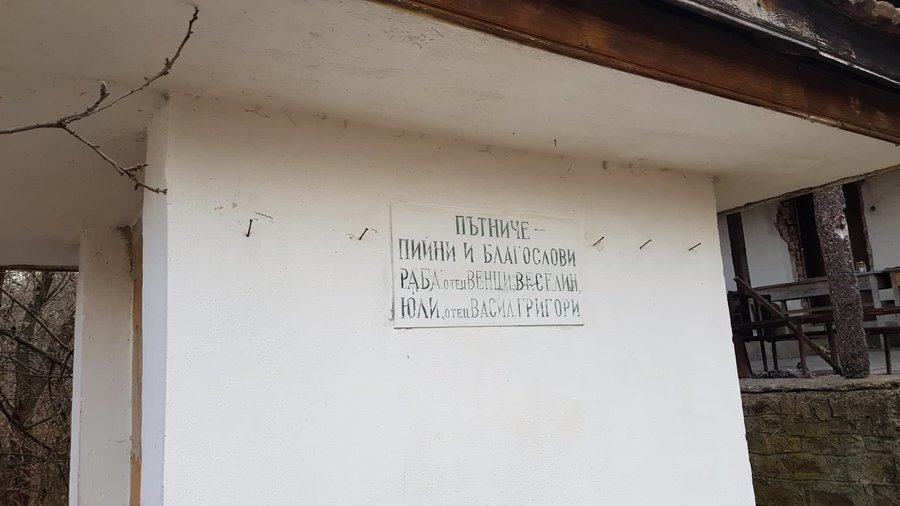 ПЪТНИЧЕ –
ПИЙНИ И БЛАГОСЛОВИ
РАБА: отец ВЕНЦИ, ВЕСЕЛИН,
ЮЛИ, отец ВАСИЛ, ГРИГОРИ